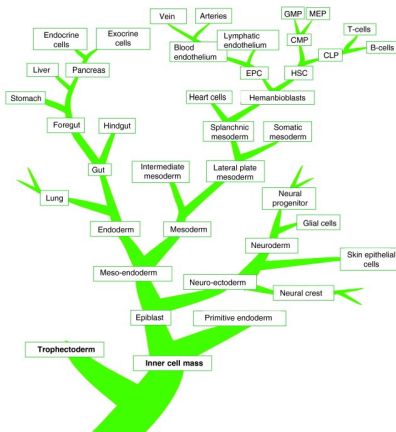 Vein
Arteries
GMP
MEP
T-cells
Endocrine
cells
Exocrine
cells
Blood
endothelium
Lymphatic
endothelium
CMP
CLP
B-cells
Liver
Pancreas
EPC
HSC
Stomach
Heart cells
Hemanbioblasts
Foregut
Hindgut
Splanchnic
mesoderm
Somatic
mesoderm
Gut
Intermediate
mesoderm
Lateral plate
mesoderm
Lung
Neural
progenitor
Glial cells
Endoderm
Mesoderm
Neuroderm
Skin epithelial
cells
Meso-endoderm
Neuro-ectoderm
Neural crest
Epiblast
Primitive endoderm
Trophectoderm
Inner cell mass